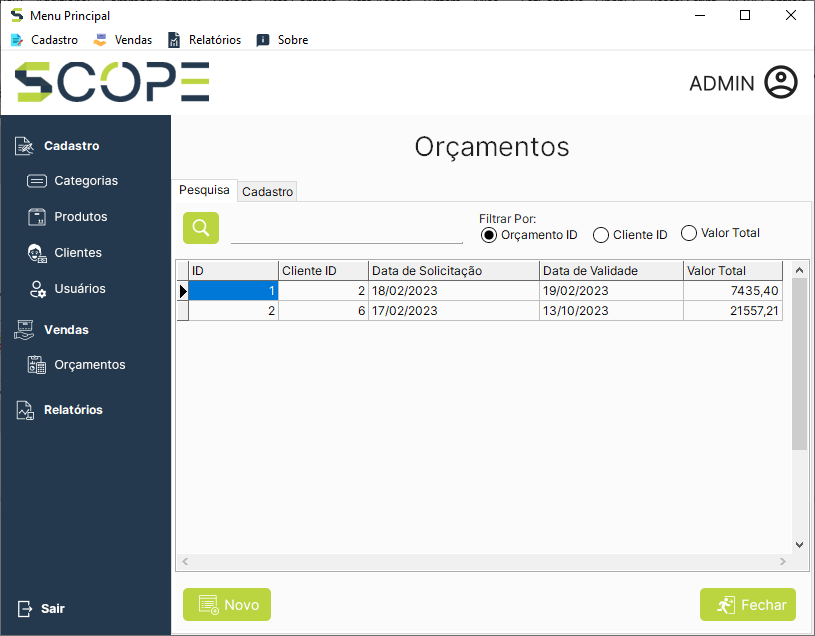 Menu Principal
Cadastro Vendas Relatórios Sobre
SCOPE
ADMIN
Cadastro
Categorias
Produtos
Clientes
Usuários
Vendas
Orçamentos
Relatórios
Sair
Orçamentos
Pesquisa Cadastro
Filtrar Por:
Orçamento ID Cliente ID Valor Total
ID Cliente ID Data de Solicitação Data de Validade Valor Total
1 2 18/02/2023 19/02/2023 7435,40
2 6 17/02/2023 13/10/2023 21557,21
Novo Fechar